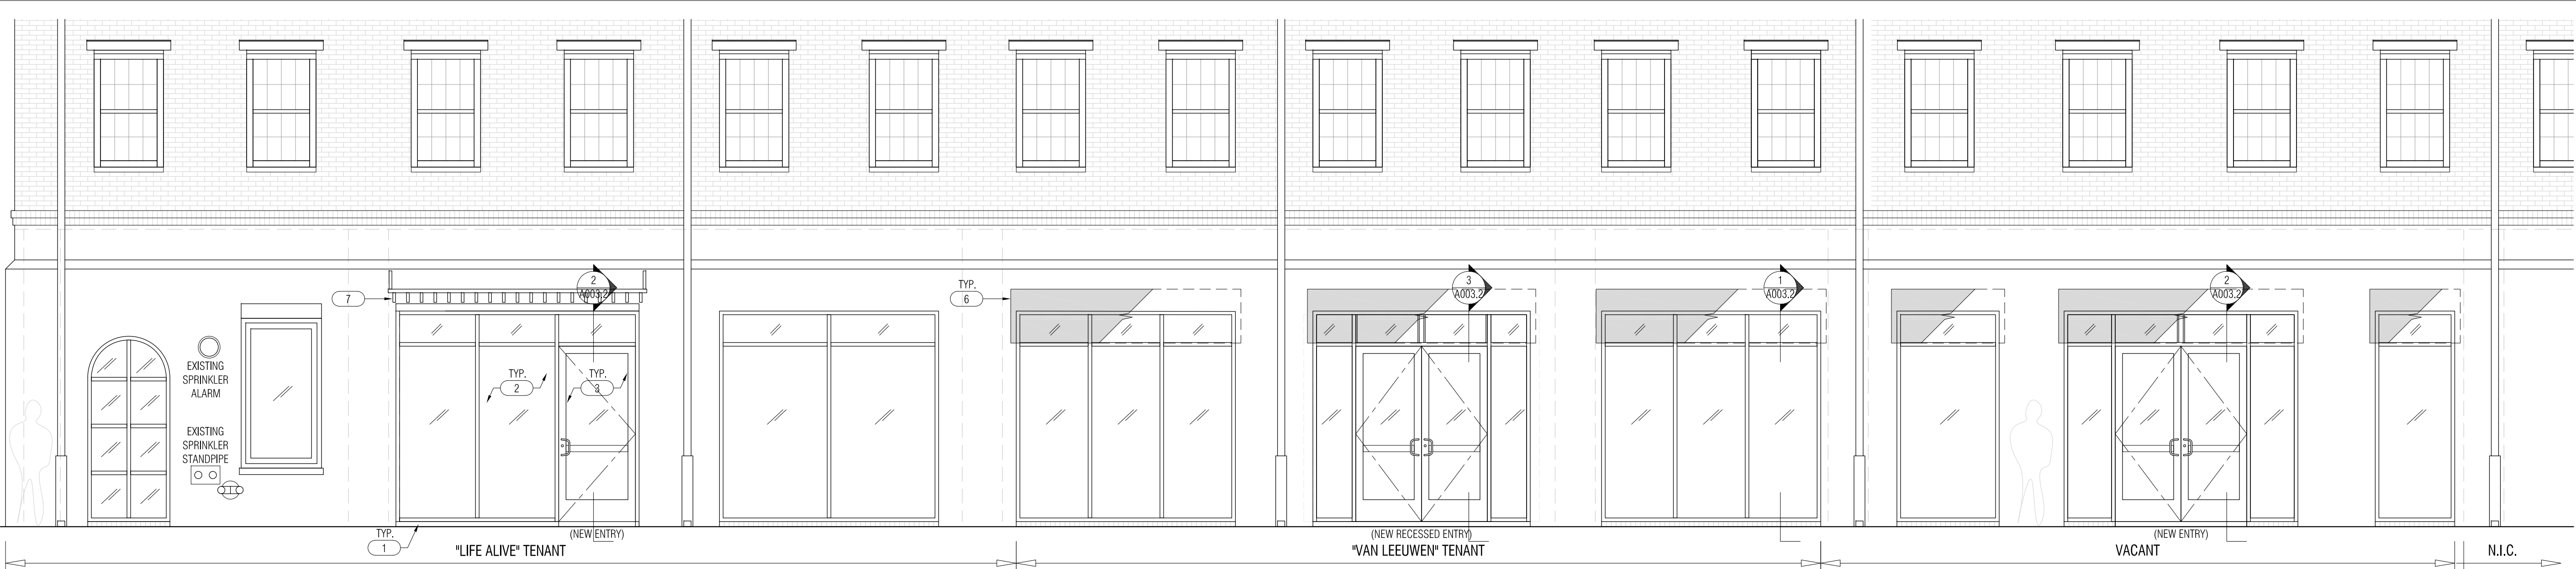 7
2
A003.2
TYP.
6
3
A003.2
1
A003.2
2
A003.2
EXISTING
SPRINKLER
ALARM
EXISTING
SPRINKLER
STANDPIPE
TYP.
2
TYP.
3
TYP.
1
(NEW ENTRY)
(NEW RECESSED ENTRY)
(NEW ENTRY)
"LIFE ALIVE" TENANT
"VAN LEEUWEN" TENANT
VACANT
N.I.C.